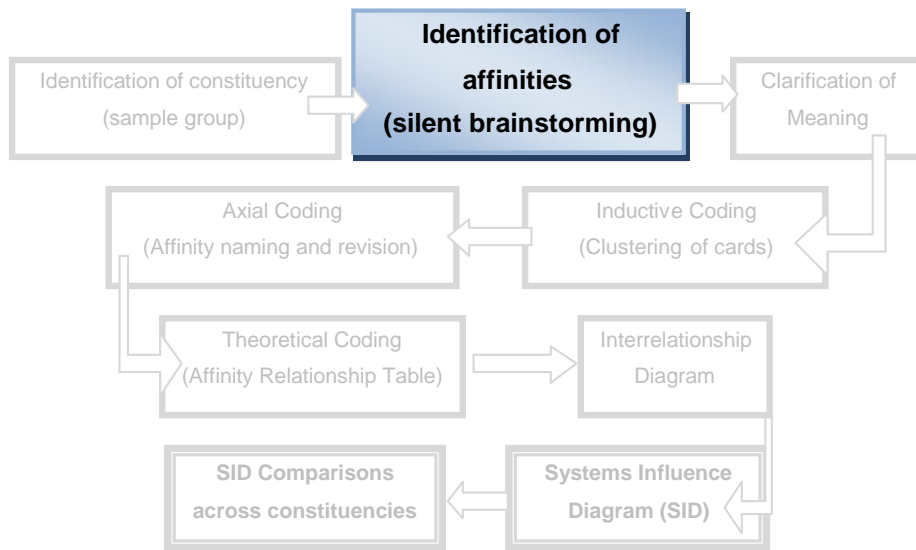 Identification of constituency
(sample group)
Identification of
affinities
(silent brainstorming)
Clarification of
Meaning
Axial Coding
(Affinity naming and revision)
Inductive Coding
(Clustering of cards)
Theoretical Coding
(Affinity Relationship Table)
Interrelationship
Diagram
SID Comparisons
across constituencies
Systems Influence
Diagram (SID)